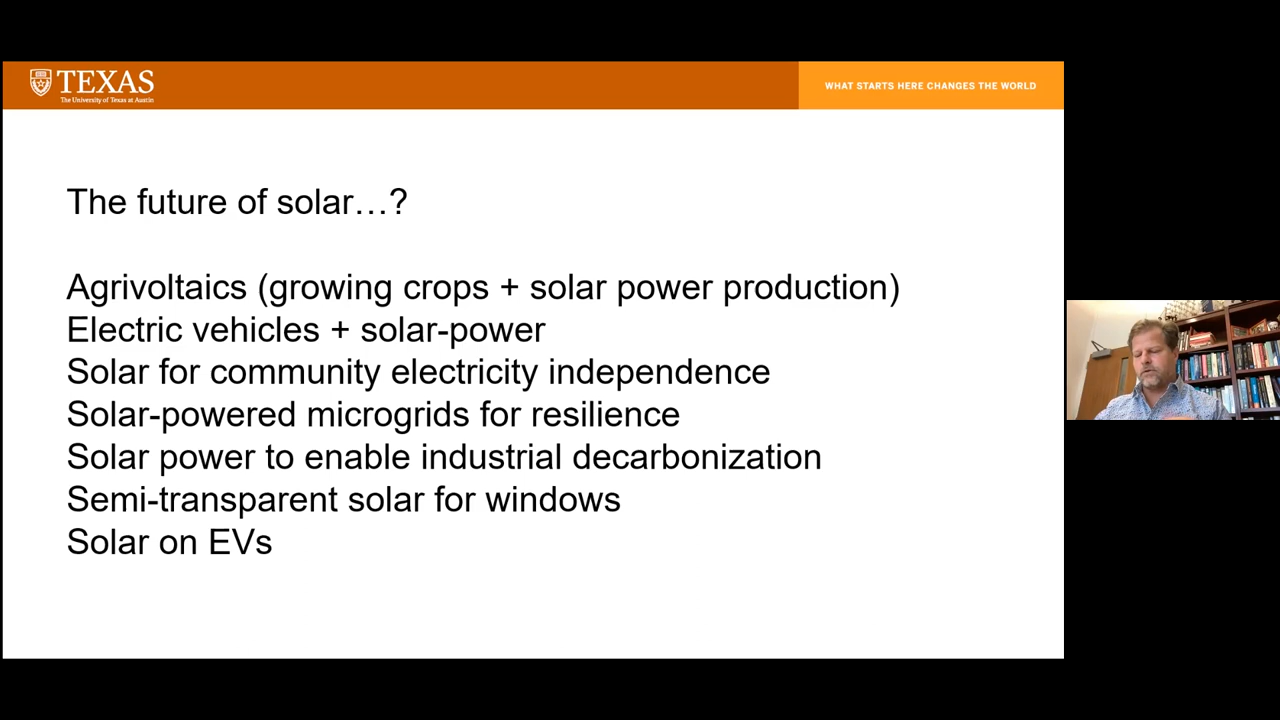 TEXAS
The University of Texas at Austin
WHAT STARTS HERE CHANGES THE WORLD
The future of solar…?
Agrivoltaics (growing crops + solar power production)
Electric vehicles + solar-power
Solar for community electricity independence
Solar-powered microgrids for resilience
Solar power to enable industrial decarbonization
Semi-transparent solar for windows
Solar on EVs